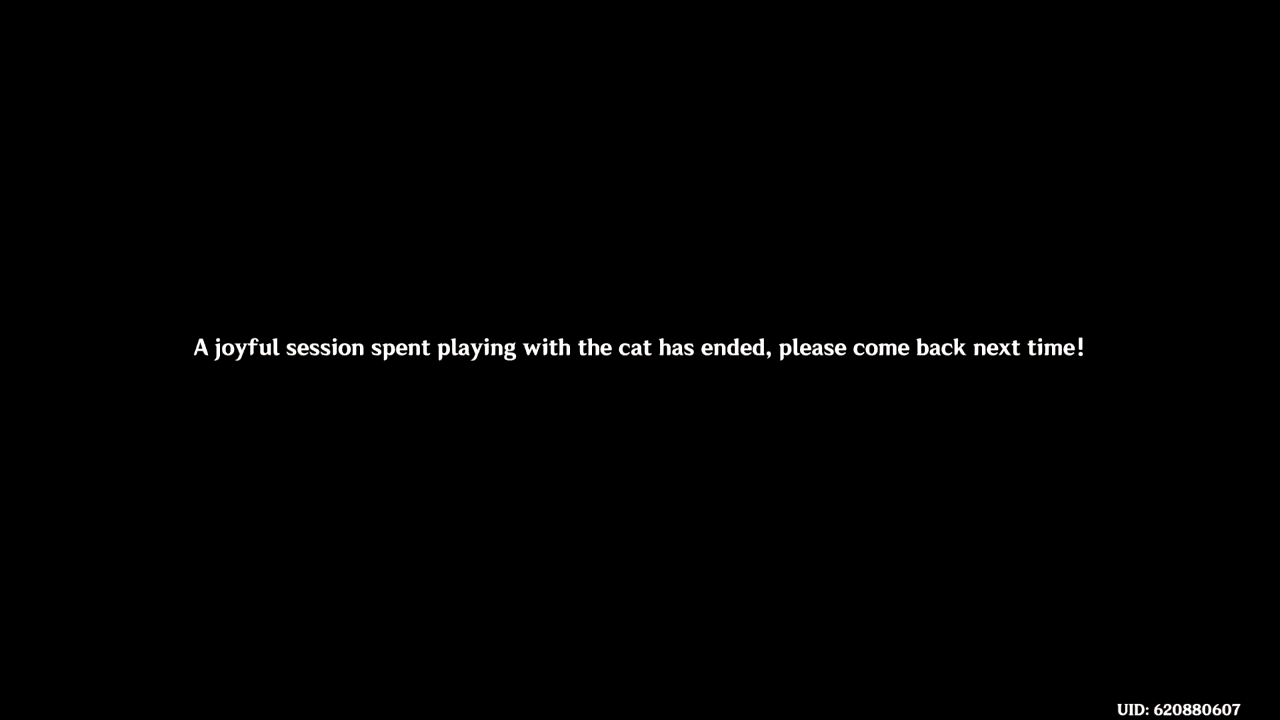 A joyful session spent playing with the cat has ended, please come back next time!
UID: 620880607